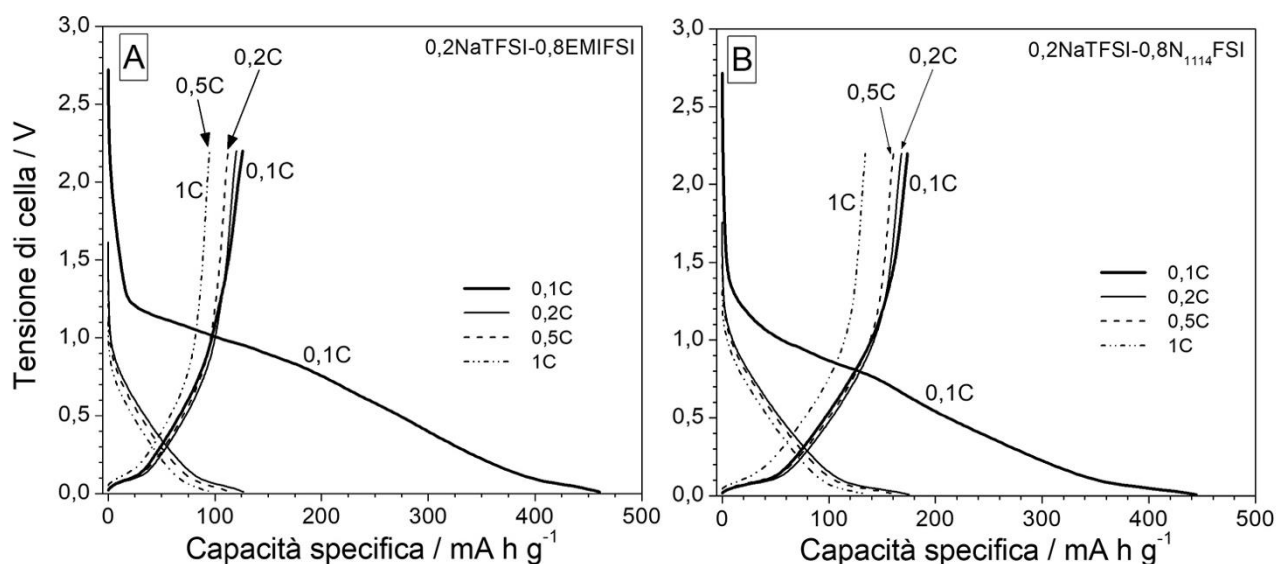 A
0,2NaTFSI-0,8EMIFSI
0,2C
0,5C
0,1C
1C
0,1C
0,1C
0,2C
0,5C
1C
3,0
2,5
2,0
1,5
1,0
0,5
0,0
0 100 200 300 400 500
Tensione di cella / V
Capacità specifica / mA h g⁻¹
B
0,2NaTFSI-0,8N₁₁₁₄FSI
0,2C
0,5C
0,1C
1C
0,1C
0,1C
0,2C
0,5C
1C
3,0
2,5
2,0
1,5
1,0
0,5
0,0
0 100 200 300 400 500
Capacità specifica / mA h g⁻¹